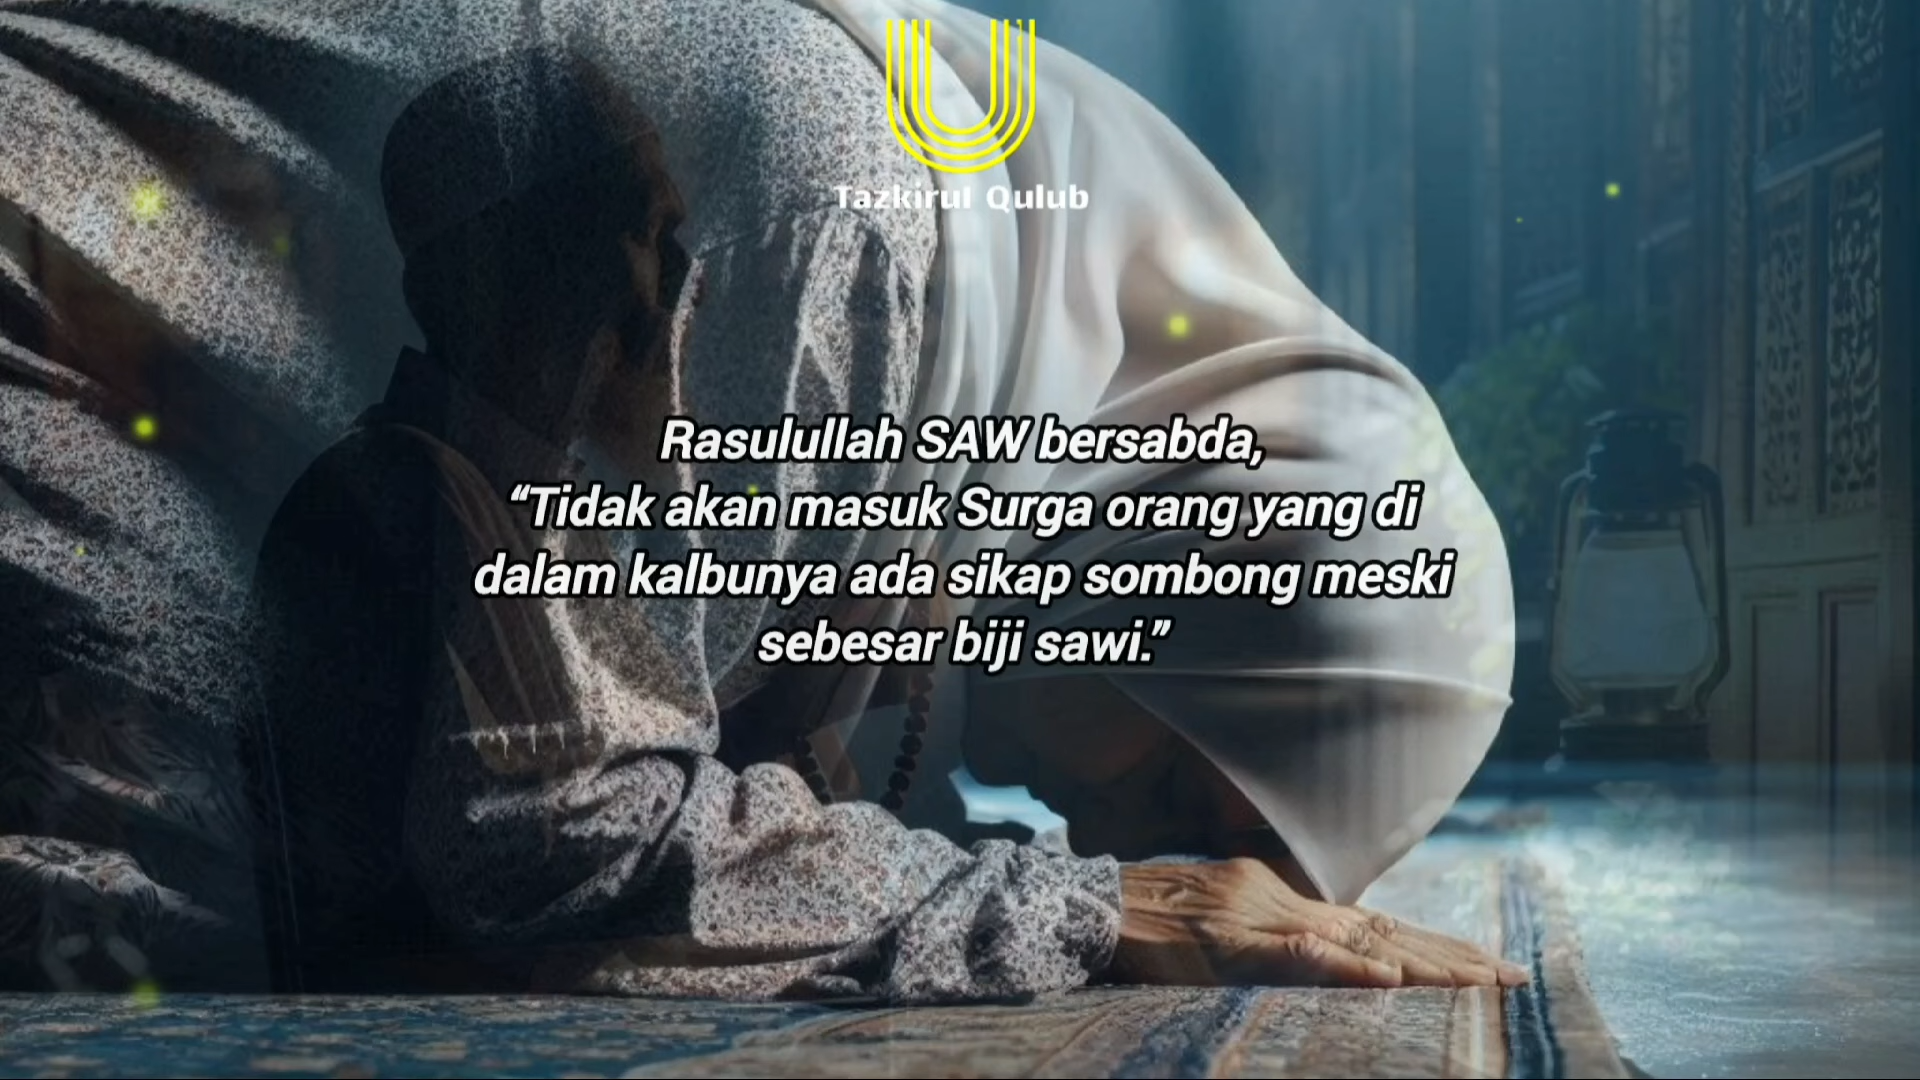 Tazkirul Qulub
Rasulullah SAW bersabda,
“Tidak akan masuk Surga orang yang di
dalam kalbunya ada sikap sombong meski
sebesar biji sawi.”